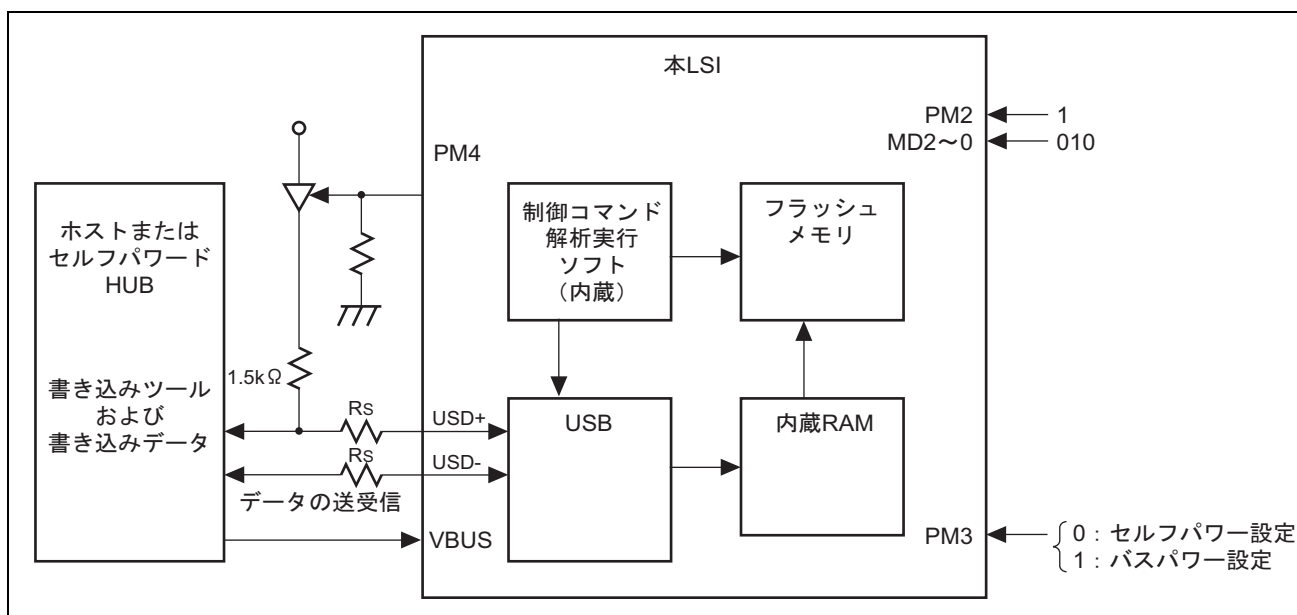 本LSI
PM2
1
MD2～0
010
PM4
ホストまたは
セルフパワード
HUB
制御コマンド
解析実行
ソフト
（内蔵）
フラッシュ
メモリ
1.5kΩ
書き込みツール
および
書き込みデータ
Rs
USD+
USB
内蔵RAM
Rs
USD-
データの送受信
VBUS
PM3
0：セルフパワー設定
1：バスパワー設定